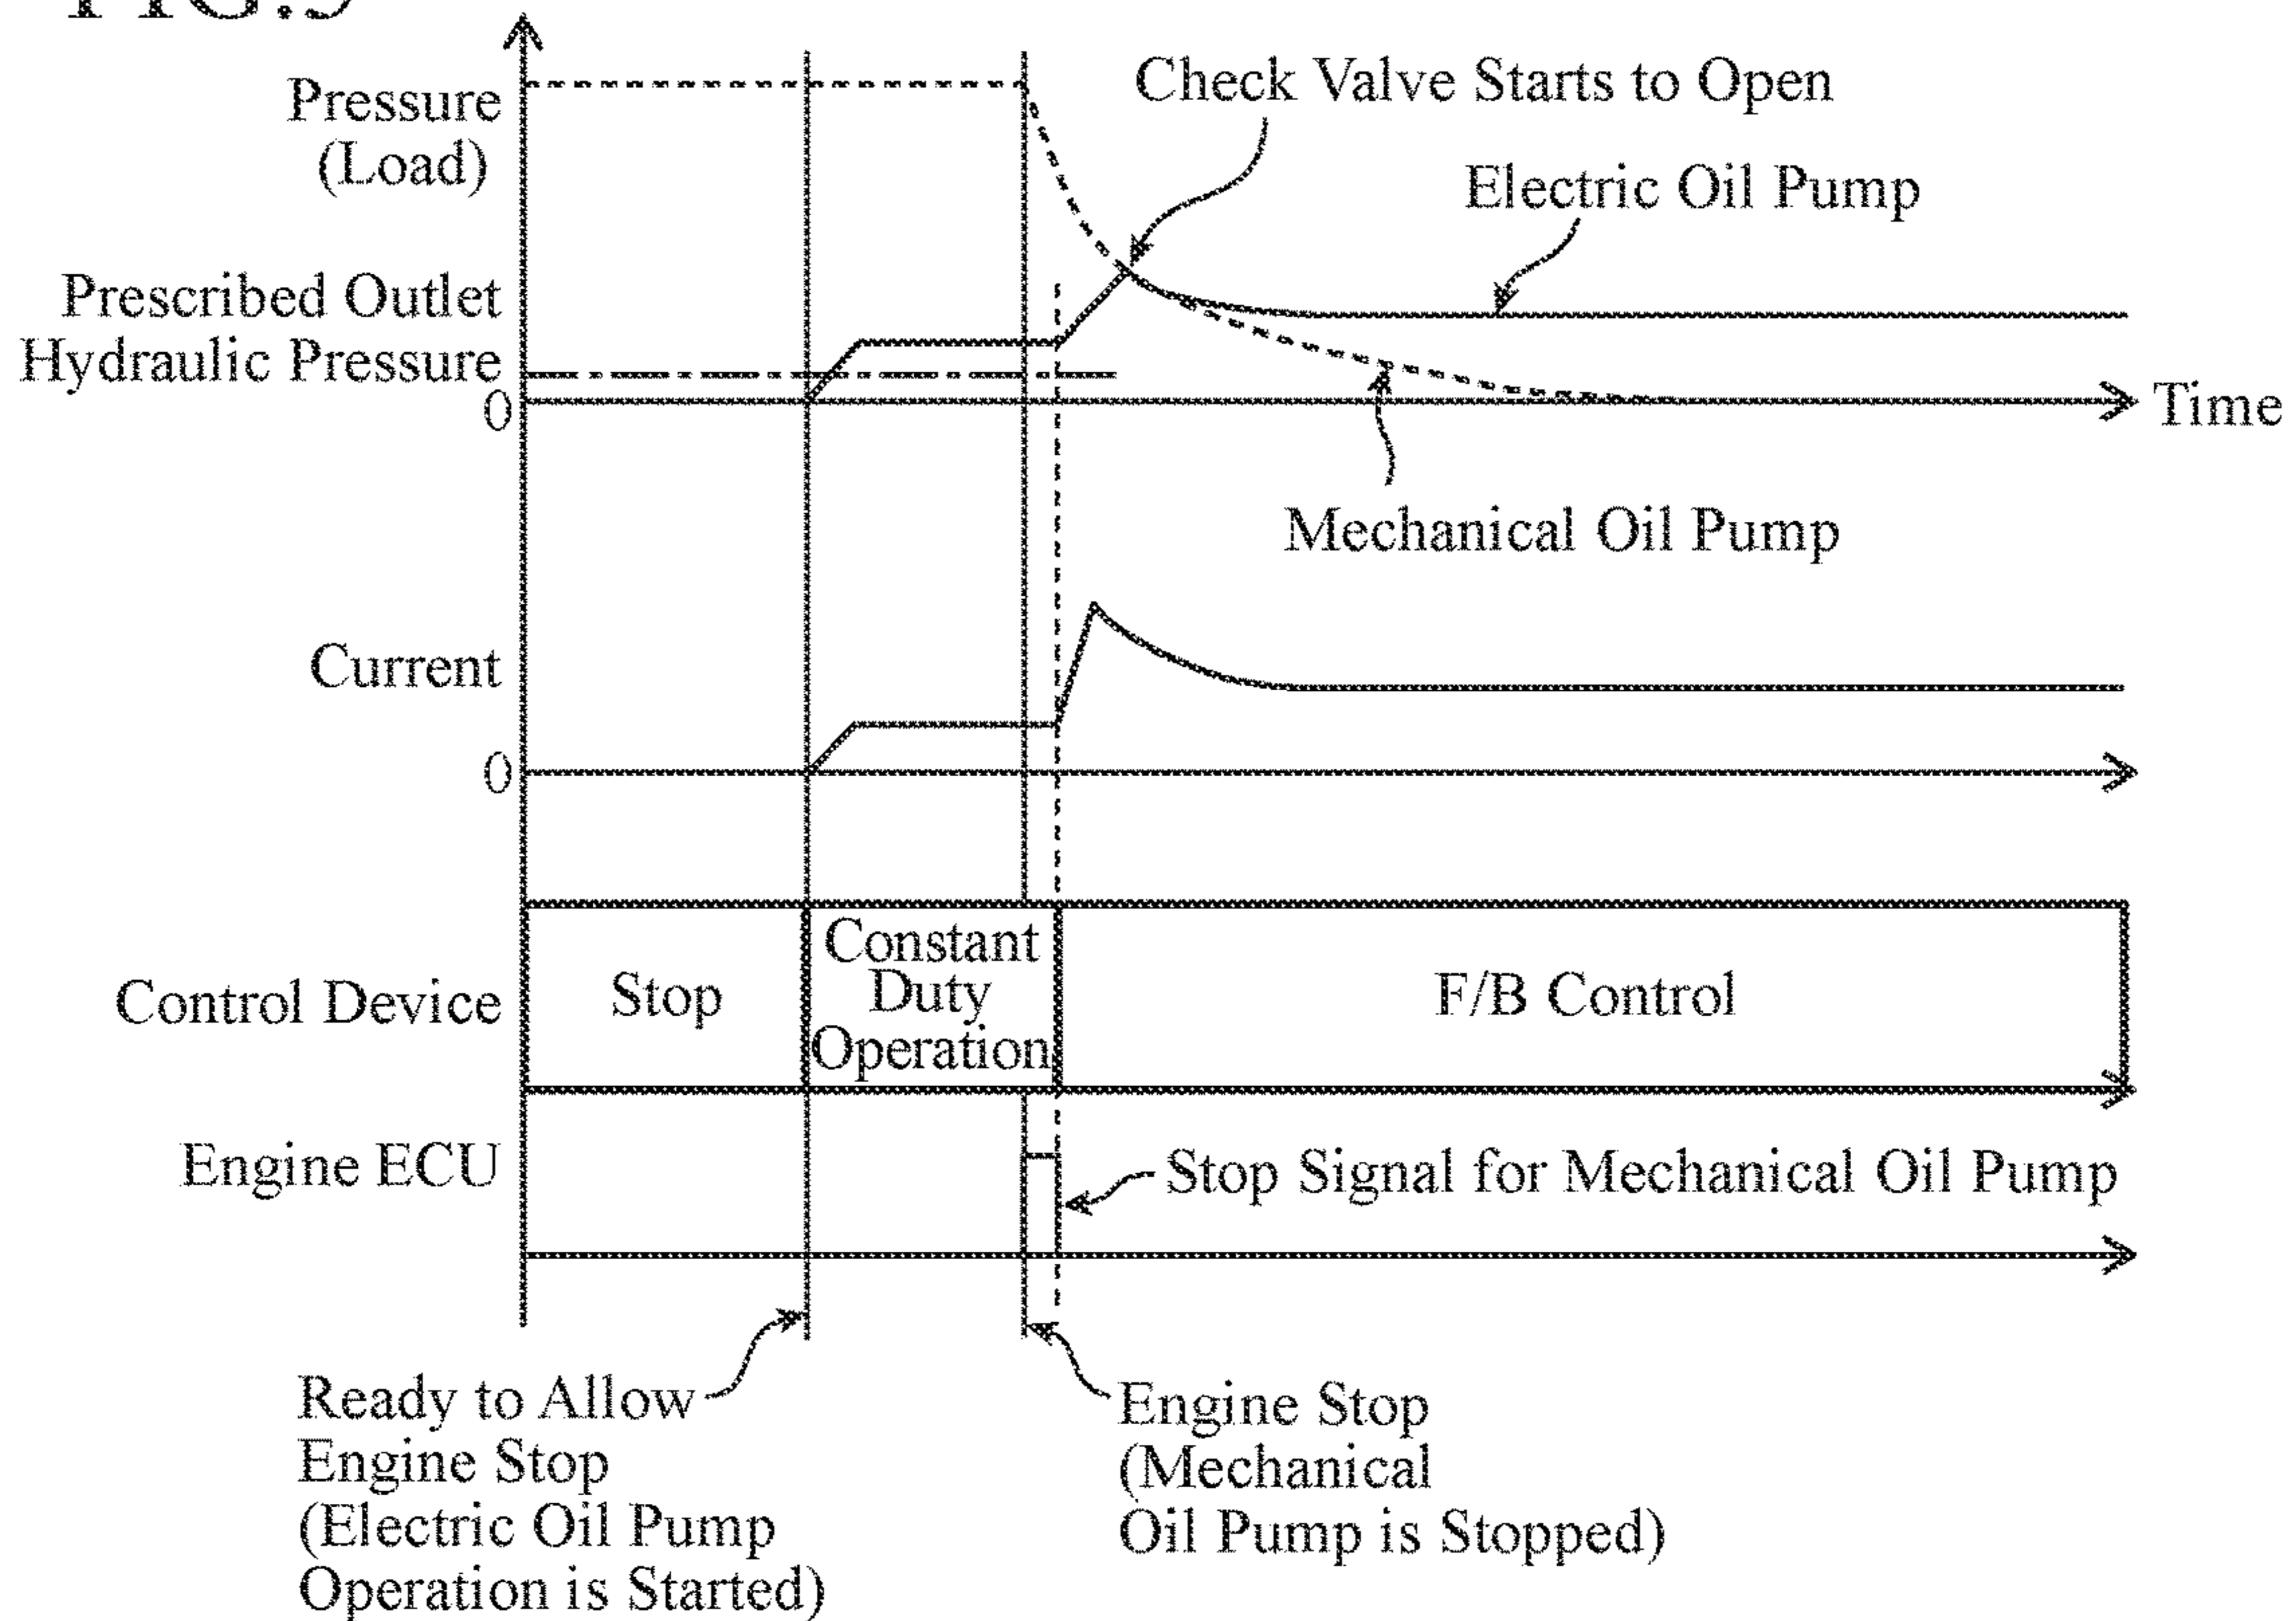 FIG.5
Pressure
(Load)
Check Valve Starts to Open
Electric Oil Pump
Prescribed Outlet
Hydraulic Pressure
0
Time
Mechanical Oil Pump
Current
0
Control Device
Stop
Constant
Duty
Operation
F/B Control
Engine ECU
Stop Signal for Mechanical Oil Pump
Ready to Allow
Engine Stop
(Electric Oil Pump
Operation is Started)
Engine Stop
(Mechanical
Oil Pump is Stopped)